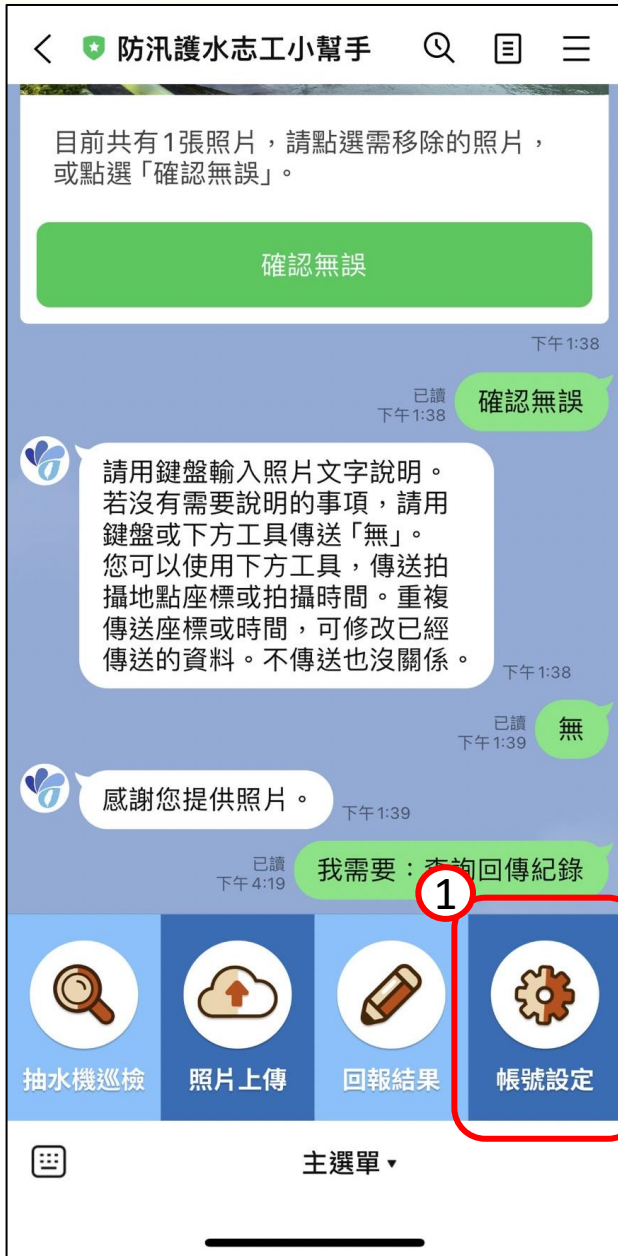 防汛護水志工小幫手
目前共有1張照片，請點選需移除的照片，
或點選「確認無誤」。
確認無誤
下午1:38
已讀
下午1:38
確認無誤
請用鍵盤輸入照片文字說明。
若沒有需要說明的事項，請用
鍵盤或下方工具傳送「無」。
您可以使用下方工具，傳送拍
攝地點座標或拍攝時間。重複
傳送座標或時間，可修改已經
傳送的資料。不傳送也沒關係。
下午1:38
已讀
下午1:39
無
感謝您提供照片。
下午1:39
已讀
下午4:19
我需要：查詢回傳紀錄
1
抽水機巡檢
照片上傳
回報結果
帳號設定
主選單▾